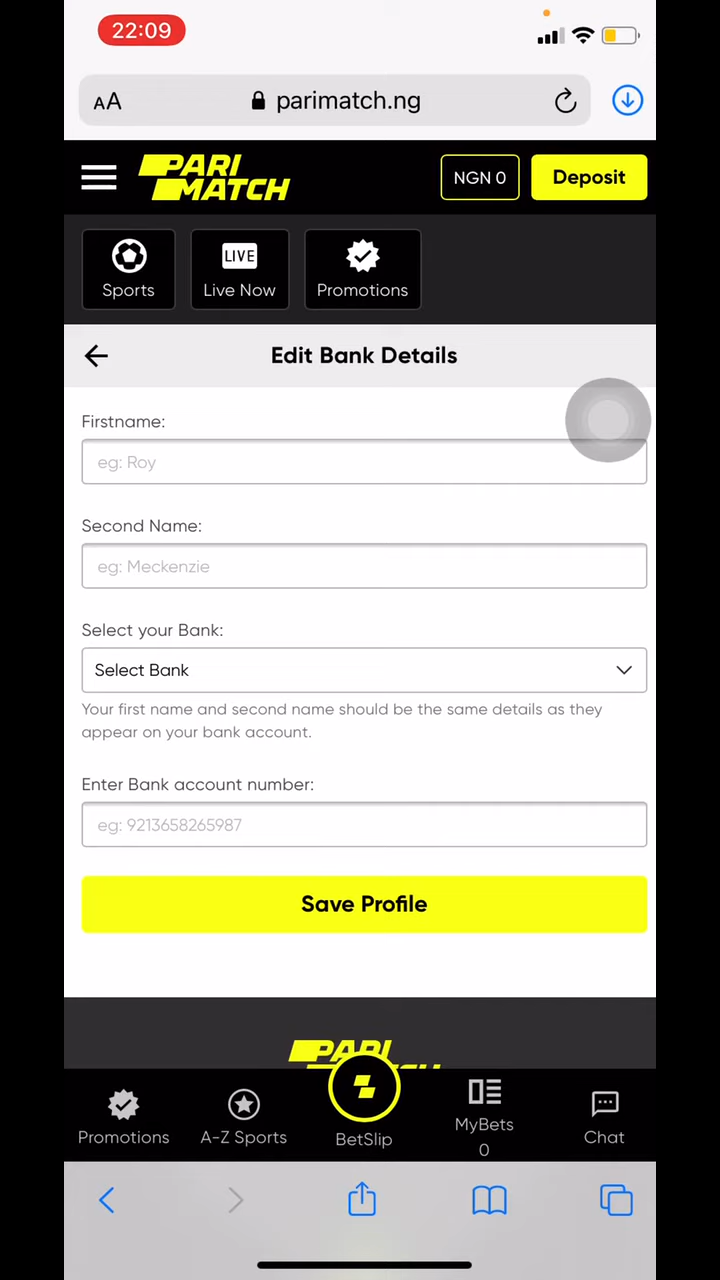 22:09
AA
parimatch.ng
PARI
MATCH
NGN 0
Deposit
LIVE
Sports
Live Now
Promotions
Edit Bank Details
Firstname:
eg: Roy
Second Name:
eg: Meckenzie
Select your Bank:
Select Bank
Your first name and second name should be the same details as they
appear on your bank account.
Enter Bank account number:
eg: 9213658265987
Save Profile
PARI
MATCH
Promotions
A-Z Sports
BetSlip
MyBets
0
Chat